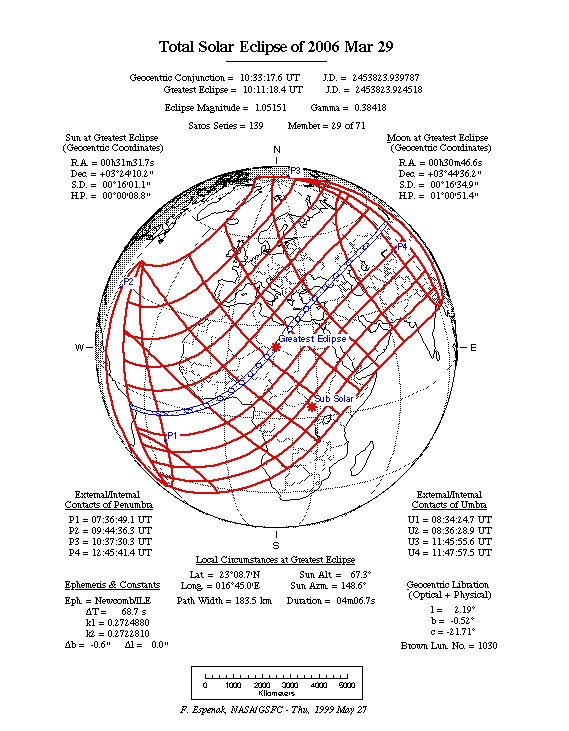 Total Solar Eclipse of 2006 Mar 29
Geocentric Conjunction = 10:33:17.6 UT J.D. = 2453823.939787
Greatest Eclipse = 10:11:18.4 UT J.D. = 2453823.924518
Eclipse Magnitude = 1.05151 Gamma = 0.38418
Saros Series = 139 Member = 29 of 71
Sun at Greatest Eclipse
(Geocentric Coordinates)
R.A. = 00h31m31.7s
Dec. = +03°24'10.2"
S.D. = 00°16'01.1"
H.P. = 00°00'08.8"
Moon at Greatest Eclipse
(Geocentric Coordinates)
R.A. = 00h30m46.6s
Dec. = +03°44'36.2"
S.D. = 00°16'34.9"
H.P. = 01°00'51.4"
N
P3
P4
P2
W
E
Greatest Eclipse
Sub Solar
P1
S
External/Internal
Contacts of Penumbra
P1 = 07:36:49.1 UT
P2 = 09:44:36.3 UT
P3 = 10:37:30.3 UT
P4 = 12:45:41.4 UT
External/Internal
Contacts of Umbra
U1 = 08:34:24.7 UT
U2 = 08:36:28.9 UT
U3 = 11:45:55.6 UT
U4 = 11:47:57.5 UT
Local Circumstances at Greatest Eclipse
Lat = 23°08.7'N Sun Alt = 67.3°
Long. = 016°45.0'E Sun Azm. = 148.6°
Path Width = 183.5 km Duration = 04m06.7s
Ephemeris & Constants
Eph. = Newcomb/ILE
ΔT = 68.7 s
k1 = 0.2724880
k2 = 0.2722810
Δb = -0.6" Δl = 0.0"
Geocentric Libration
(Optical + Physical)
l = 2.19°
b = -0.52°
c = -21.71°
Brown Lun. No. = 1030
0 1000 2000 3000 4000 5000
Kilometers
F. Espenak, NASA/GSFC - Thu, 1999 May 27